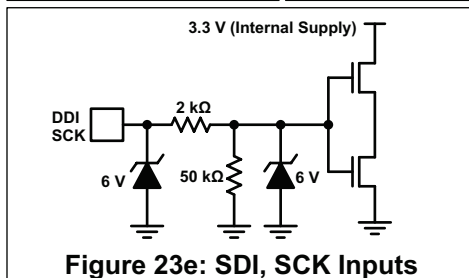 3.3 V (Internal Supply)
2 kΩ
DDI
SCK
6 V
50 kΩ
6 V
Figure 23e: SDI, SCK Inputs